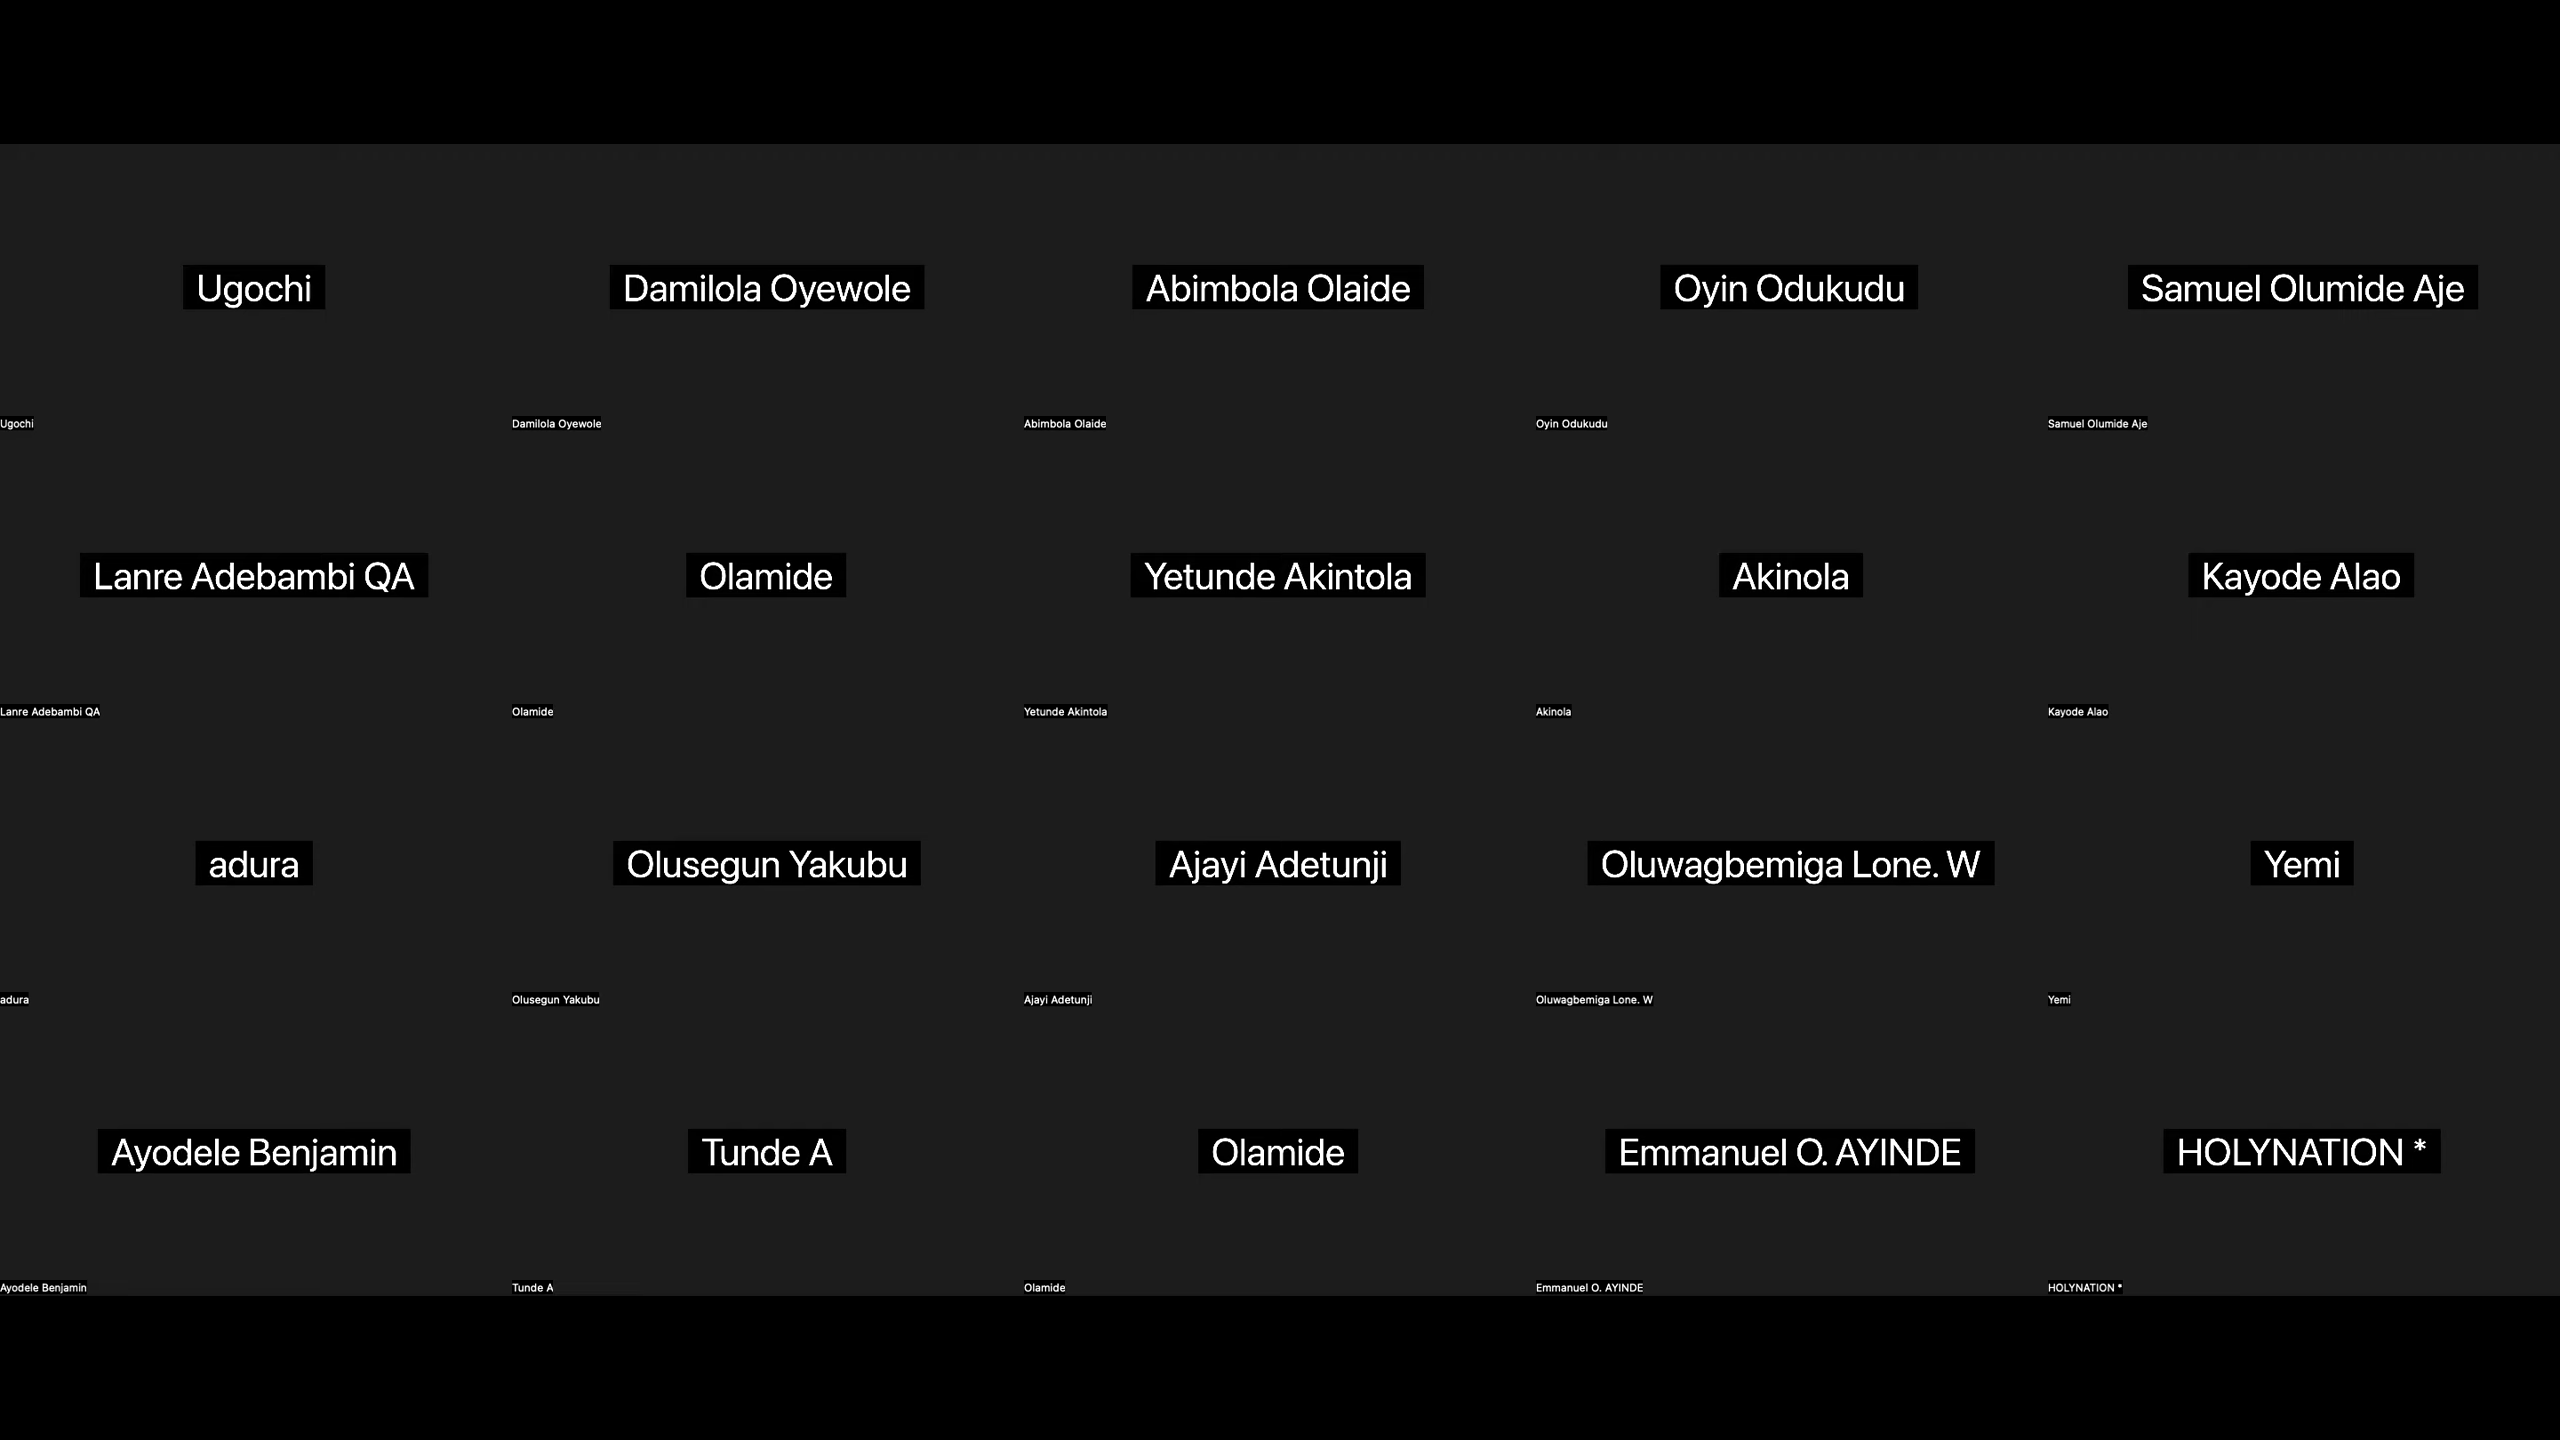 Ugochi
Damilola Oyewole
Abimbola Olaide
Oyin Odukudu
Samuel Olumide Aje
Ugochi
Damilola Oyewole
Abimbola Olaide
Oyin Odukudu
Samuel Olumide Aje
Lanre Adebambi QA
Olamide
Yetunde Akintola
Akinola
Kayode Alao
Lanre Adebambi QA
Olamide
Yetunde Akintola
Akinola
Kayode Alao
adura
Olusegun Yakubu
Ajayi Adetunji
Oluwagbemiga Lone. W
Yemi
adura
Olusegun Yakubu
Ajayi Adetunji
Oluwagbemiga Lone. W
Yemi
Ayodele Benjamin
Tunde A
Olamide
Emmanuel O. AYINDE
HOLYNATION *
Ayodele Benjamin
Tunde A
Olamide
Emmanuel O. AYINDE
HOLYNATION *